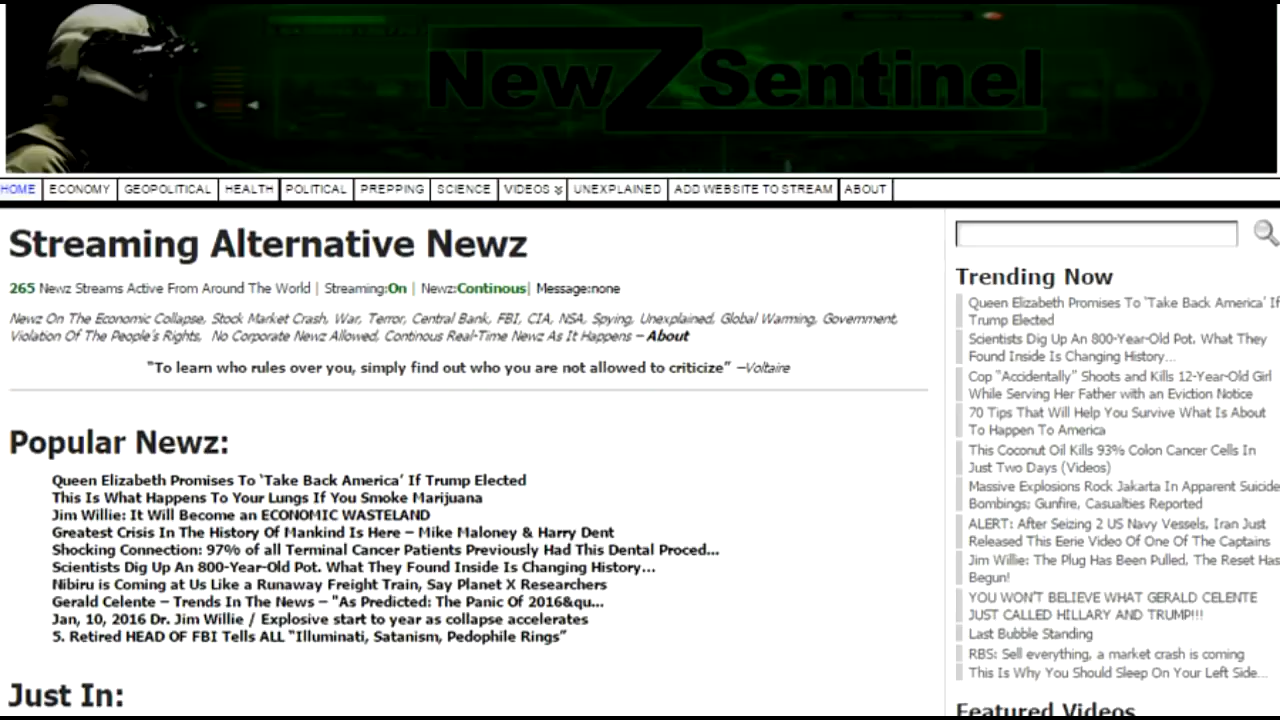 NewZSentinel
HOME ECONOMY GEOPOLITICAL HEALTH POLITICAL PREPPING SCIENCE VIDEOS UNEXPLAINED ADD WEBSITE TO STREAM ABOUT
Streaming Alternative Newz
265 Newz Streams Active From Around The World | Streaming:On | Newz:Continous| Message:none
Newz On The Economic Collapse, Stock Market Crash, War, Terror, Central Bank, FBI, CIA, NSA, Spying, Unexplained, Global Warming, Government,
Violation Of The People's Rights, No Corporate Newz Allowed, Continous Real-Time Newz As It Happens – About
"To learn who rules over you, simply find out who you are not allowed to criticize" —Voltaire
Popular Newz:
Queen Elizabeth Promises To 'Take Back America' If Trump Elected
This Is What Happens To Your Lungs If You Smoke Marijuana
Jim Willie: It Will Become an ECONOMIC WASTELAND
Greatest Crisis In The History Of Mankind Is Here – Mike Maloney & Harry Dent
Shocking Connection: 97% of all Terminal Cancer Patients Previously Had This Dental Proced...
Scientists Dig Up An 800-Year-Old Pot. What They Found Inside Is Changing History...
Nibiru is Coming at Us Like a Runaway Freight Train, Say Planet X Researchers
Gerald Celente – Trends In The News – "As Predicted: The Panic Of 2016&qu...
Jan, 10, 2016 Dr. Jim Willie / Explosive start to year as collapse accelerates
5. Retired HEAD OF FBI Tells ALL "Illuminati, Satanism, Pedophile Rings"
Just In:
Trending Now
Queen Elizabeth Promises To 'Take Back America' If
Trump Elected
Scientists Dig Up An 800-Year-Old Pot. What They
Found Inside Is Changing History...
Cop "Accidentally" Shoots and Kills 12-Year-Old Girl
While Serving Her Father with an Eviction Notice
70 Tips That Will Help You Survive What Is About
To Happen To America
This Coconut Oil Kills 93% Colon Cancer Cells In
Just Two Days (Videos)
Massive Explosions Rock Jakarta In Apparent Suicide
Bombings; Gunfire, Casualties Reported
ALERT: After Seizing 2 US Navy Vessels, Iran Just
Released This Eerie Video Of One Of The Captains
Jim Willie: The Plug Has Been Pulled, The Reset Has
Begun!
YOU WON'T BELIEVE WHAT GERALD CELENTE
JUST CALLED HILLARY AND TRUMP!!!
Last Bubble Standing
RBS: Sell everything, a market crash is coming
This Is Why You Should Sleep On Your Left Side...
Featured Videos